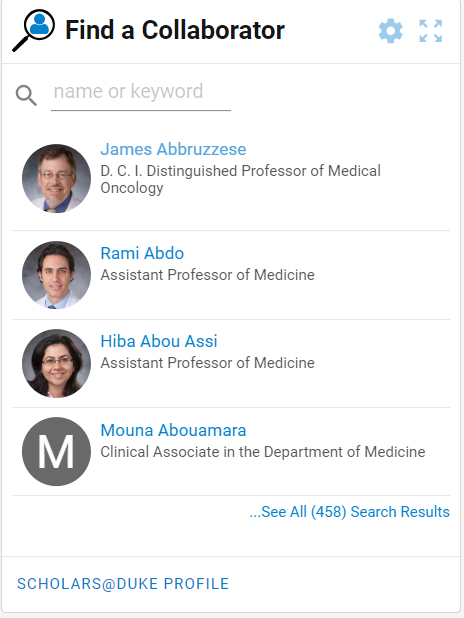 Find a Collaborator
name or keyword
James Abbruzzese
D. C. I. Distinguished Professor of Medical
Oncology
Rami Abdo
Assistant Professor of Medicine
Hiba Abou Assi
Assistant Professor of Medicine
M
Mouna Abouamara
Clinical Associate in the Department of Medicine
...See All (458) Search Results
SCHOLARS@DUKE PROFILE